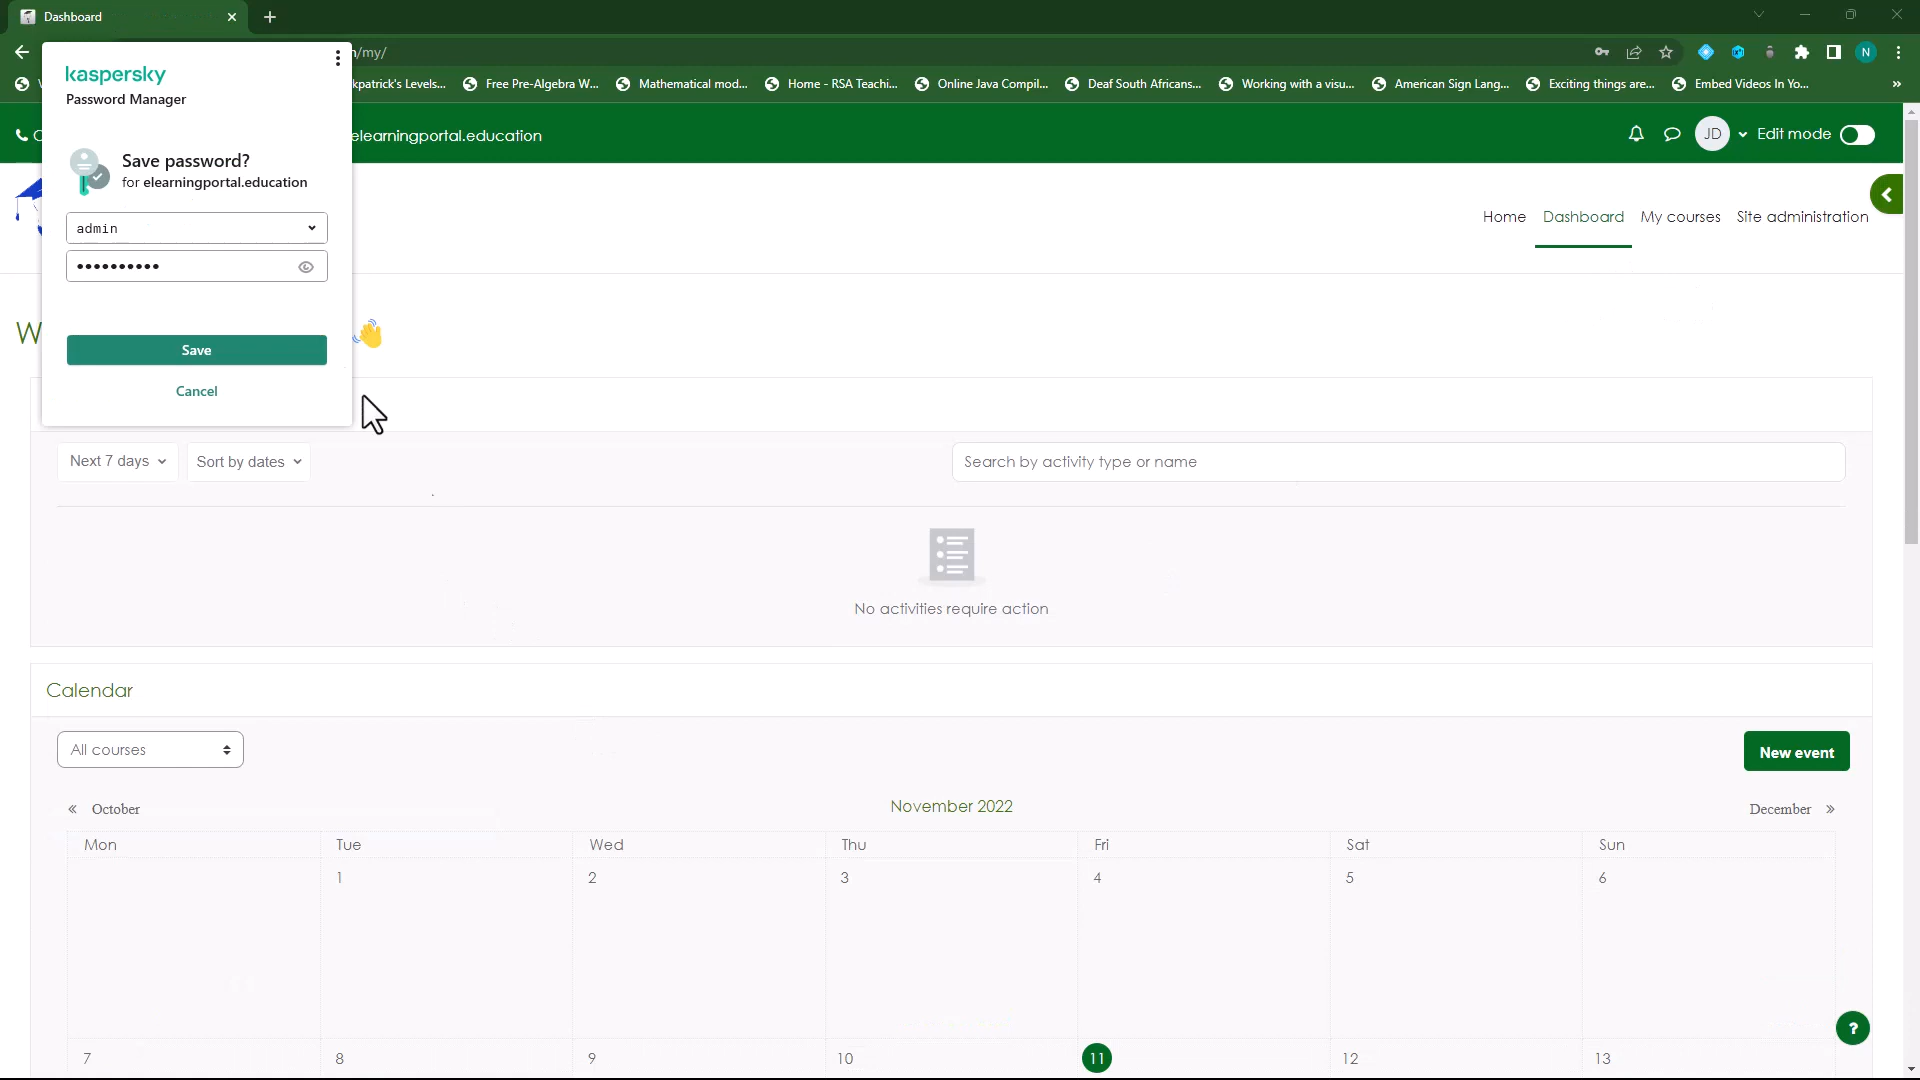 Dashboard
/my/
kpatrick's Levels...
Free Pre-Algebra W...
Mathematical mod...
Home - RSA Teachi...
Online Java Compil...
Deaf South Africans...
Working with a visu...
American Sign Lang...
Exciting things are...
Embed Videos In Yo...
»
N
kaspersky
Password Manager
elearningportal.education
JD
Edit mode
Save password?
for elearningportal.education
admin
••••••••••
Save
Cancel
Home
Dashboard
My courses
Site administration
W
Next 7 days
Sort by dates
Search by activity type or name
No activities require action
Calendar
All courses
New event
« October
November 2022
December »
Mon Tue Wed Thu Fri Sat Sun
1 2 3 4 5 6
7 8 9 10 11 12 13
?